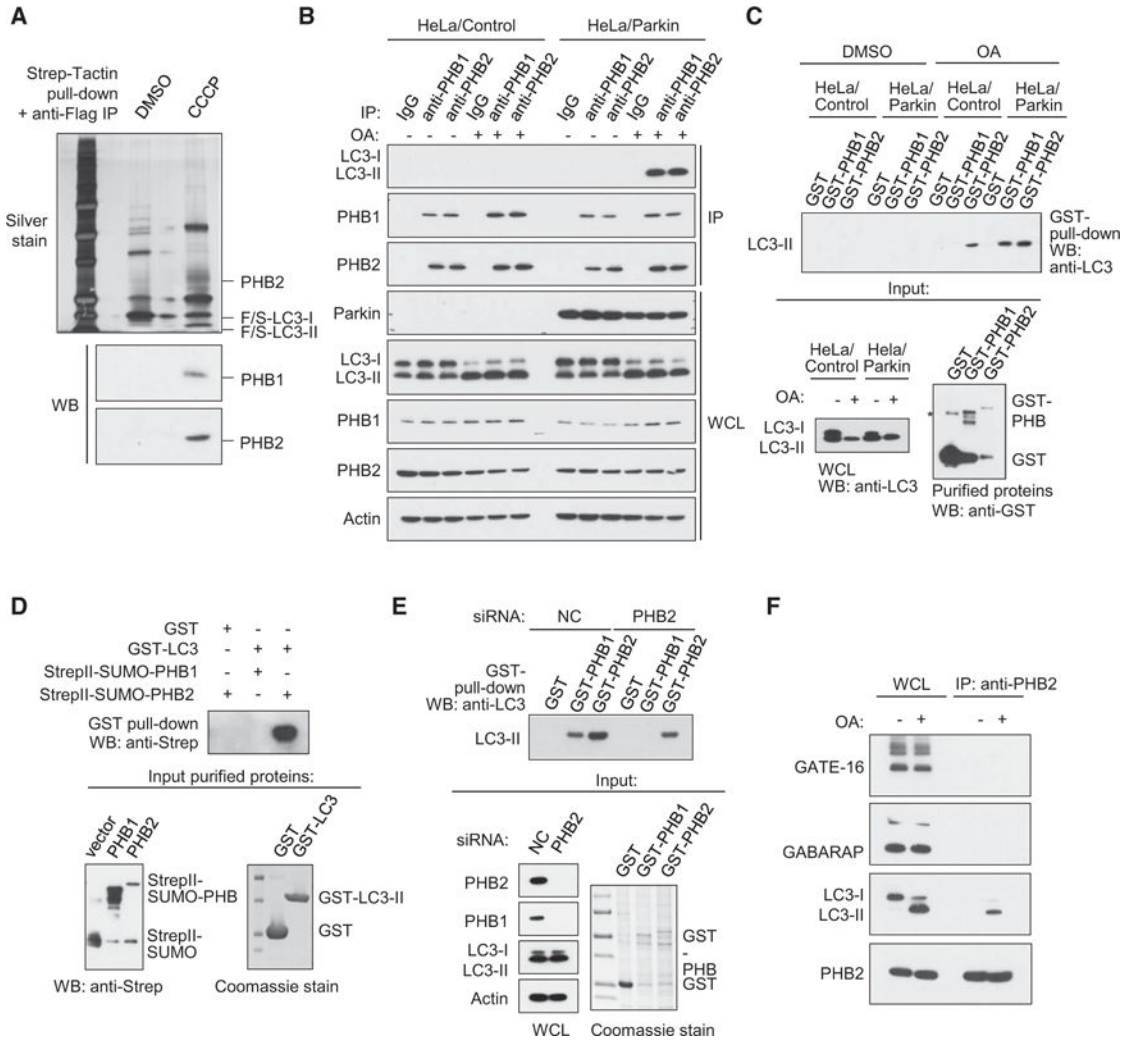 A
Strep-Tactin
pull-down
+ anti-Flag IP
DMSO
CCCP
Silver
stain
PHB2
F/S-LC3-I
F/S-LC3-II
WB
PHB1
PHB2
B
HeLa/Control
HeLa/Parkin
IP:
IgG anti-PHB1 anti-PHB2 IgG anti-PHB1 anti-PHB2 IgG anti-PHB1 anti-PHB2 IgG anti-PHB1 anti-PHB2
OA: - - - + + + - - - + + +
LC3-I
LC3-II
PHB1
PHB2
IP
Parkin
LC3-I
LC3-II
PHB1
PHB2
Actin
WCL
C
DMSO OA
HeLa/ HeLa/ HeLa/ HeLa/
Control Parkin Control Parkin
GST GST-PHB1 GST-PHB2 GST GST-PHB1 GST-PHB2 GST GST-PHB1 GST-PHB2 GST GST-PHB1 GST-PHB2
LC3-II
GST-
pull-down
WB:
anti-LC3
Input:
HeLa/ Hela/
Control Parkin
OA: - + - +
LC3-I
LC3-II
WCL
WB: anti-LC3
GST GST-PHB1 GST-PHB2
*
GST-
PHB
GST
Purified proteins
WB: anti-GST
D
GST + - -
GST-LC3 - + +
StrepII-SUMO-PHB1 - + -
StrepII-SUMO-PHB2 + - +
GST pull-down
WB: anti-Strep
Input purified proteins:
vector PHB1 PHB2
StrepII-
SUMO-PHB
StrepII-
SUMO
WB: anti-Strep
GST GST-LC3
GST-LC3-II
GST
Coomassie stain
E
siRNA: NC PHB2
GST-
pull-down
WB: anti-LC3
GST GST-PHB1 GST-PHB2 GST GST-PHB1 GST-PHB2
LC3-II
Input:
siRNA: NC PHB2
PHB2
PHB1
LC3-I
LC3-II
Actin
WCL
GST GST-PHB1 GST-PHB2
GST
-
PHB
GST
Coomassie stain
F
WCL IP: anti-PHB2
OA: - + - +
GATE-16
GABARAP
LC3-I
LC3-II
PHB2